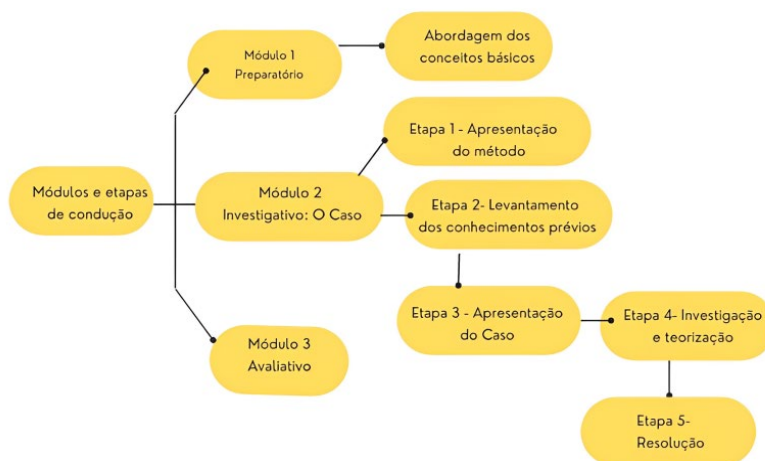 Módulo 1
Preparatório
Abordagem dos
conceitos básicos
Etapa 1 - Apresentação
do método
Módulos e etapas
de condução
Módulo 2
Investigativo: O Caso
Etapa 2- Levantamento
dos conhecimentos prévios
Etapa 3 - Apresentação
do Caso
Etapa 4- Investigação
e teorização
Módulo 3
Avaliativo
Etapa 5-
Resolução